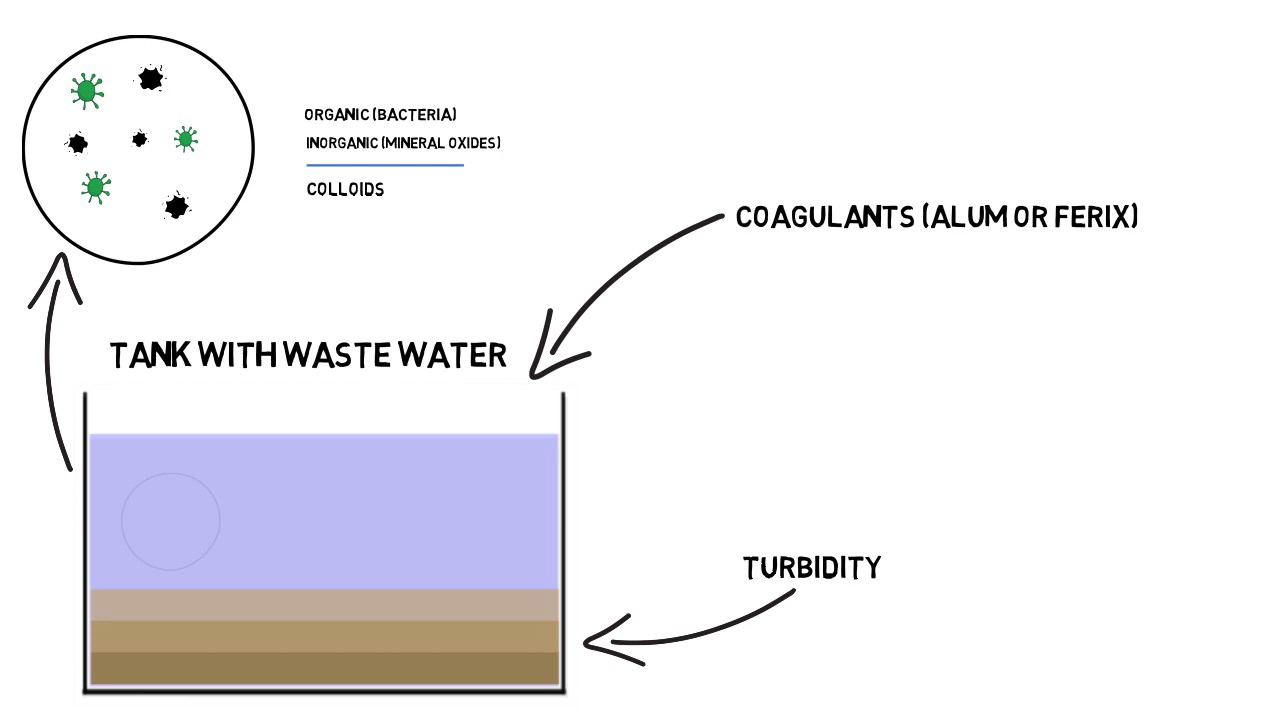 ORGANIC (BACTERIA)
INORGANIC (MINERAL OXIDES)
COLLOIDS
COAGULANTS (ALUM OR FERIX)
TANK WITH WASTE WATER
TURBIDITY